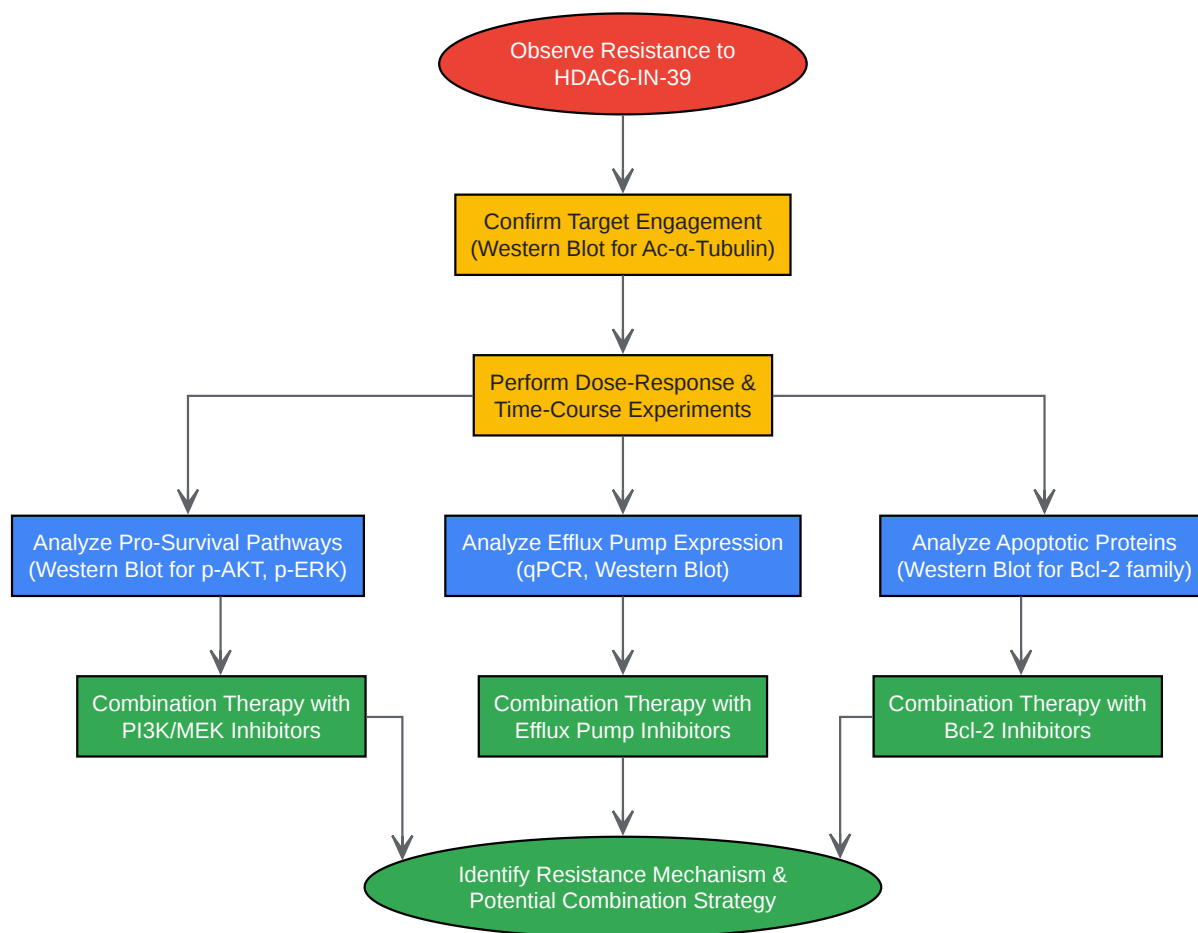 Observe Resistance to
HDAC6-IN-39
Confirm Target Engagement
(Western Blot for Ac-α-Tubulin)
Perform Dose-Response &
Time-Course Experiments
Analyze Pro-Survival Pathways
(Western Blot for p-AKT, p-ERK)
Analyze Efflux Pump Expression
(qPCR, Western Blot)
Analyze Apoptotic Proteins
(Western Blot for Bcl-2 family)
Combination Therapy with
PI3K/MEK Inhibitors
Combination Therapy with
Efflux Pump Inhibitors
Combination Therapy with
Bcl-2 Inhibitors
Identify Resistance Mechanism &
Potential Combination Strategy